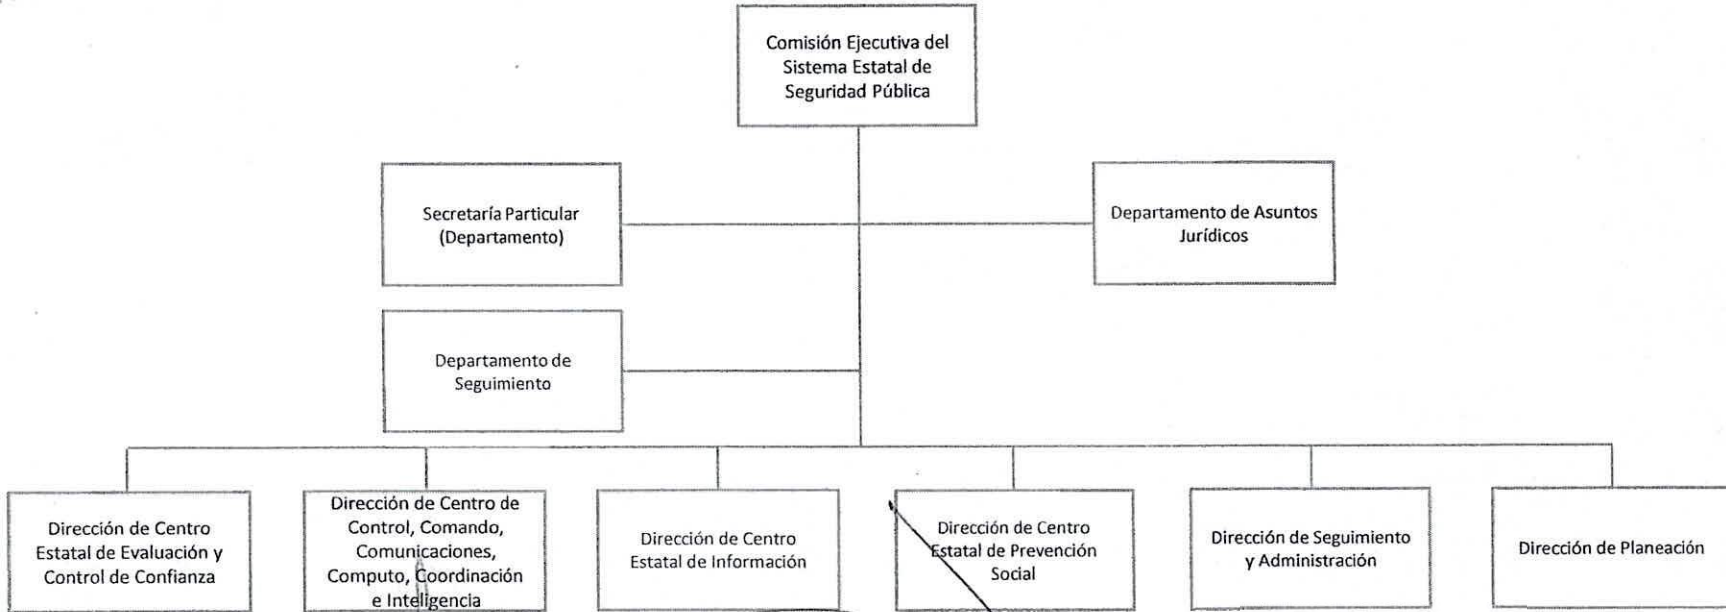 Comisión Ejecutiva del
Sistema Estatal de
Seguridad Pública
Secretaría Particular
(Departamento)
Departamento de Asuntos
Jurídicos
Departamento de
Seguimiento
Dirección de Centro
Estatal de Evaluación y
Control de Confianza
Dirección de Centro de
Control, Comando,
Comunicaciones,
Computo, Coordinación
e Inteligencia
Dirección de Centro
Estatal de Información
Dirección de Centro
Estatal de Prevención
Social
Dirección de Seguimiento
y Administración
Dirección de Planeación